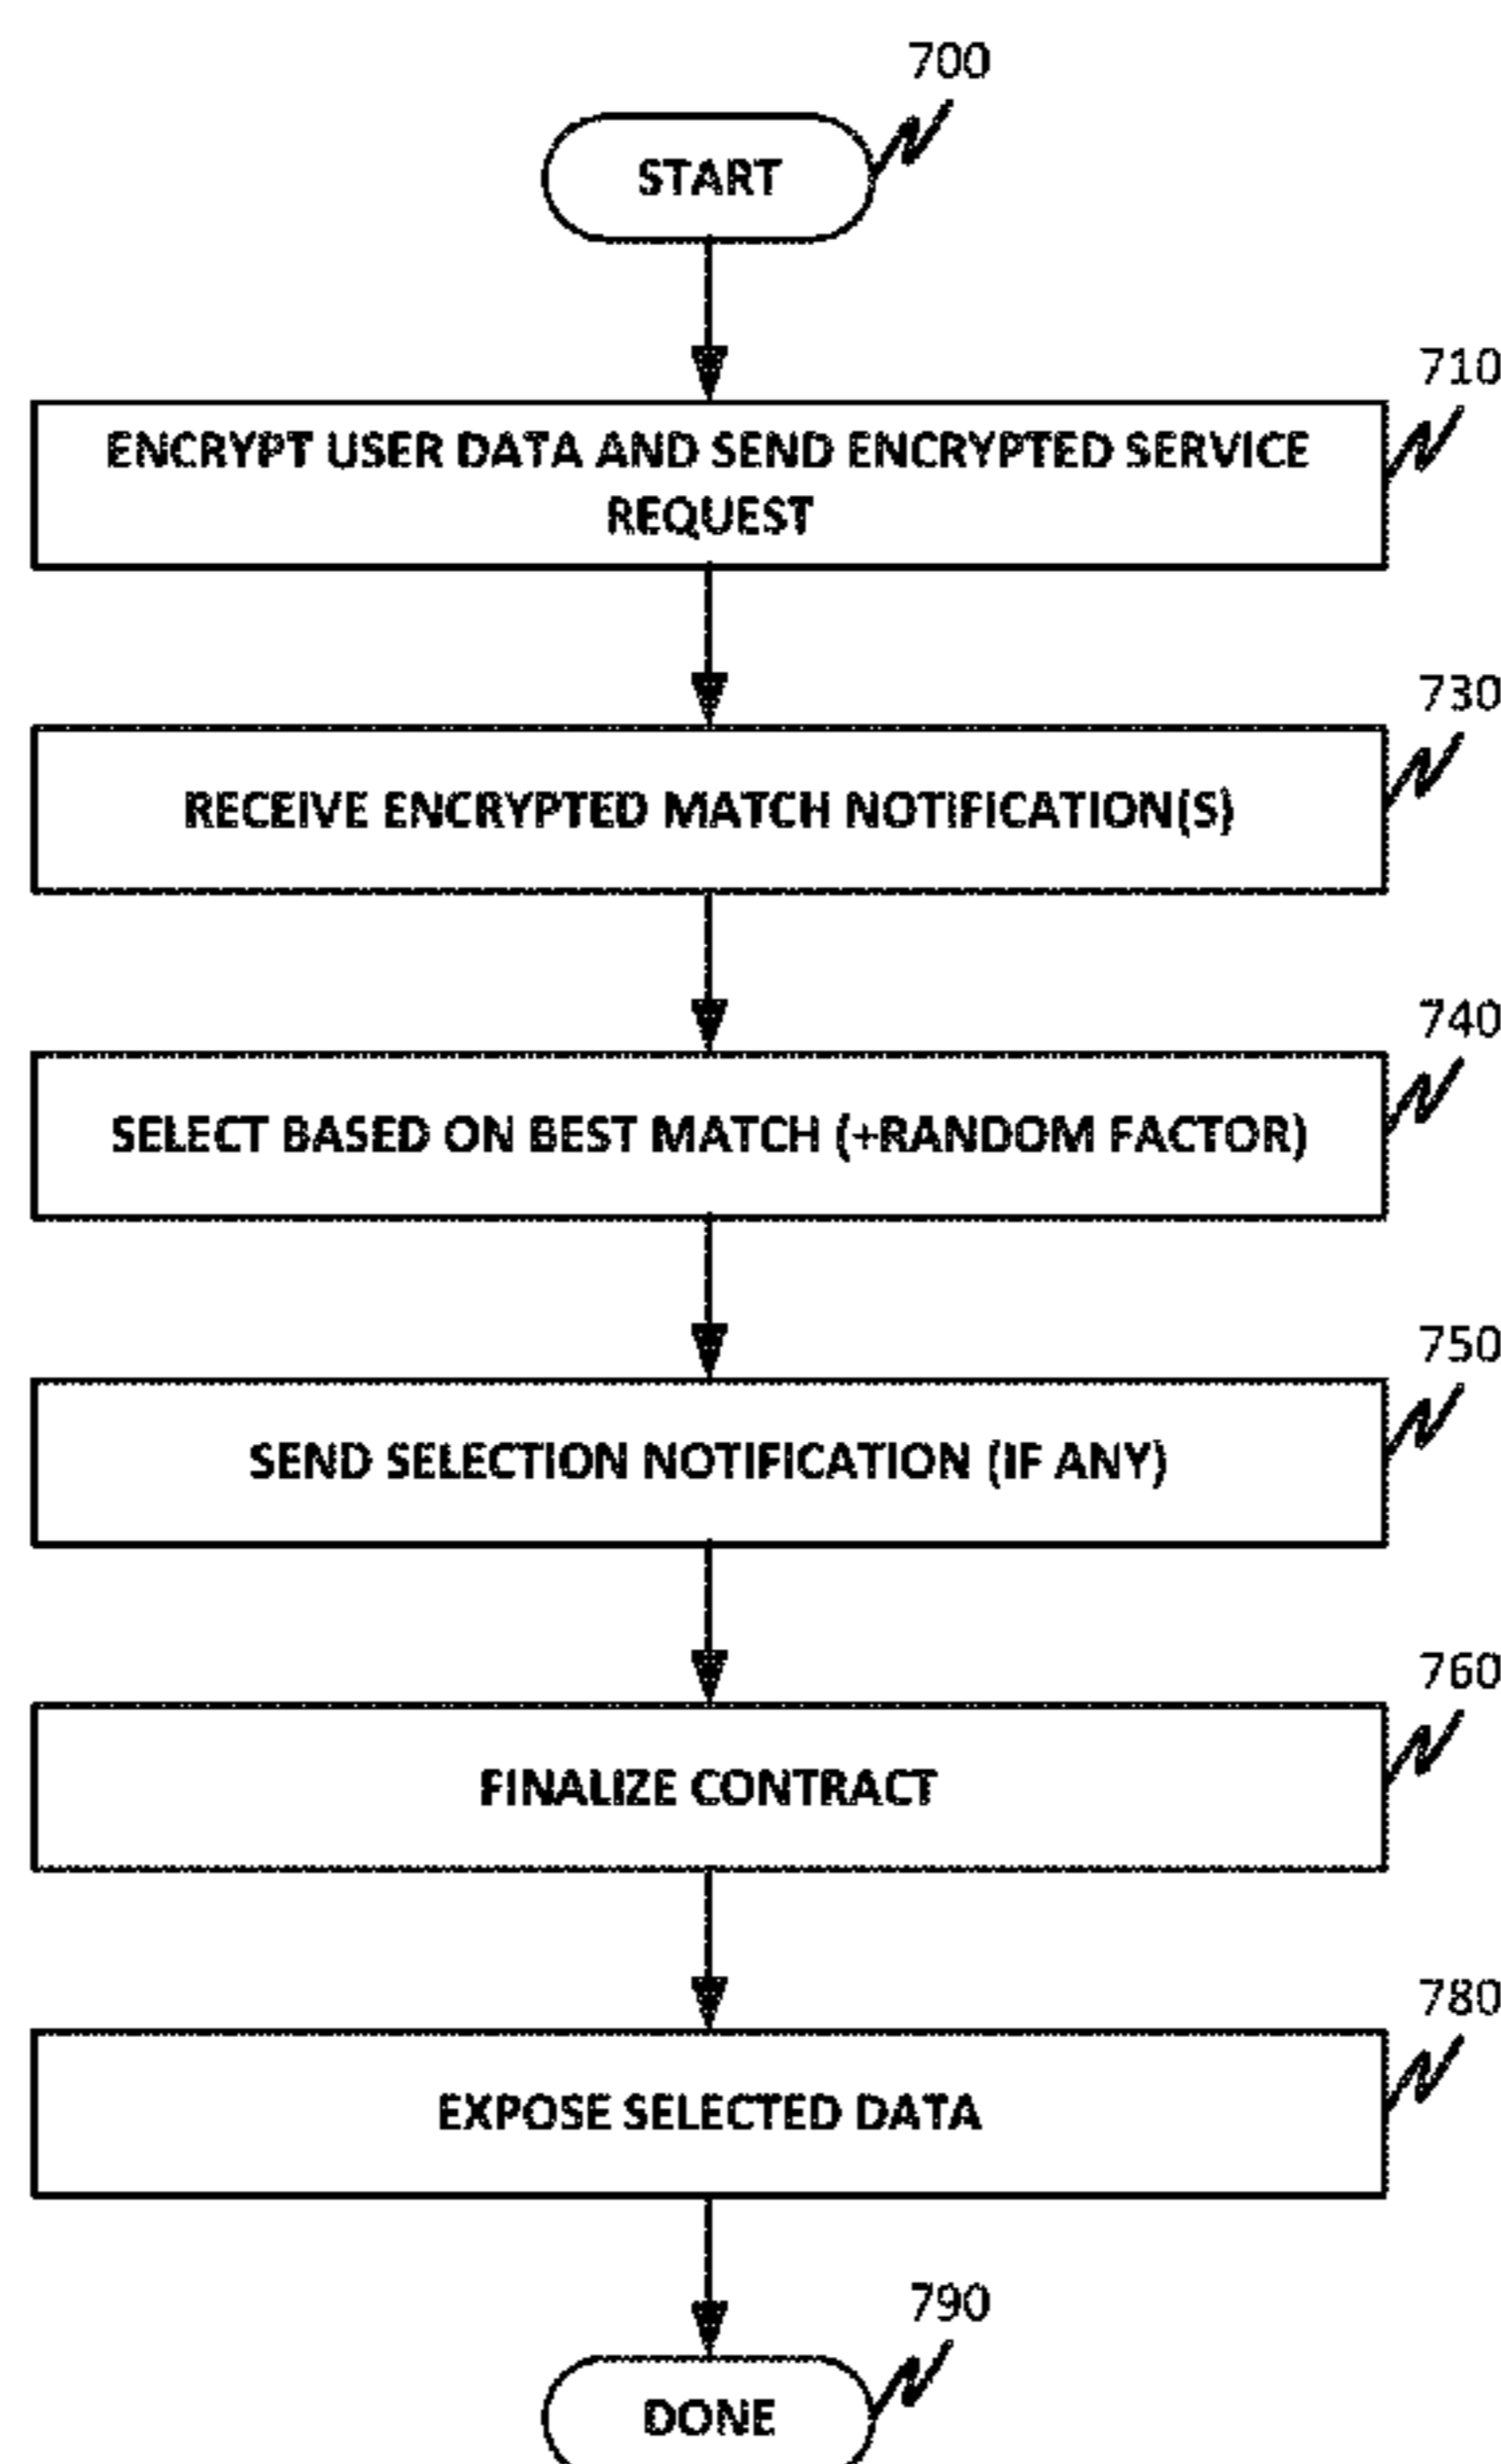 700
START
710
ENCRYPT USER DATA AND SEND ENCRYPTED SERVICE
REQUEST
730
RECEIVE ENCRYPTED MATCH NOTIFICATION(S)
740
SELECT BASED ON BEST MATCH (+RANDOM FACTOR)
750
SEND SELECTION NOTIFICATION (IF ANY)
760
FINALIZE CONTRACT
780
EXPOSE SELECTED DATA
790
DONE